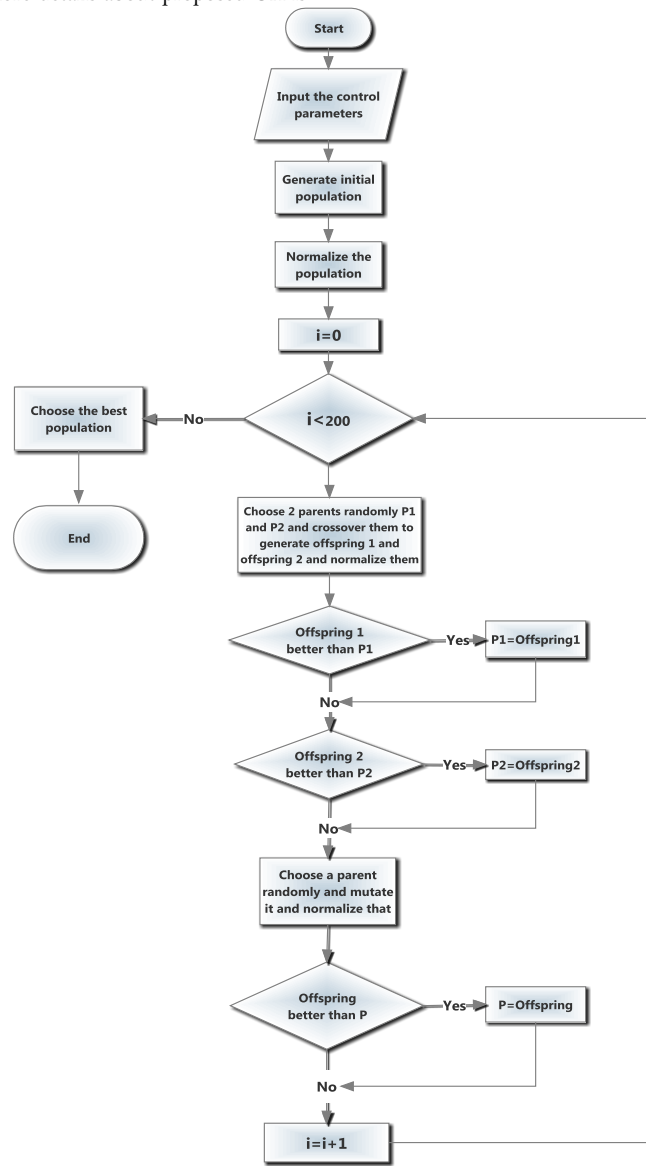 Start
Input the control
parameters
Generate initial
population
Normalize the
population
i=0
i<200
No
Choose the best
population
End
Choose 2 parents randomly P1
and P2 and crossover them to
generate offspring 1 and
offspring 2 and normalize them
Offspring 1
better than P1
Yes
P1=Offspring1
No
Offspring 2
better than P2
Yes
P2=Offspring2
No
Choose a parent
randomly and mutate
it and normalize that
Offspring
better than P
Yes
P=Offspring
No
i=i+1